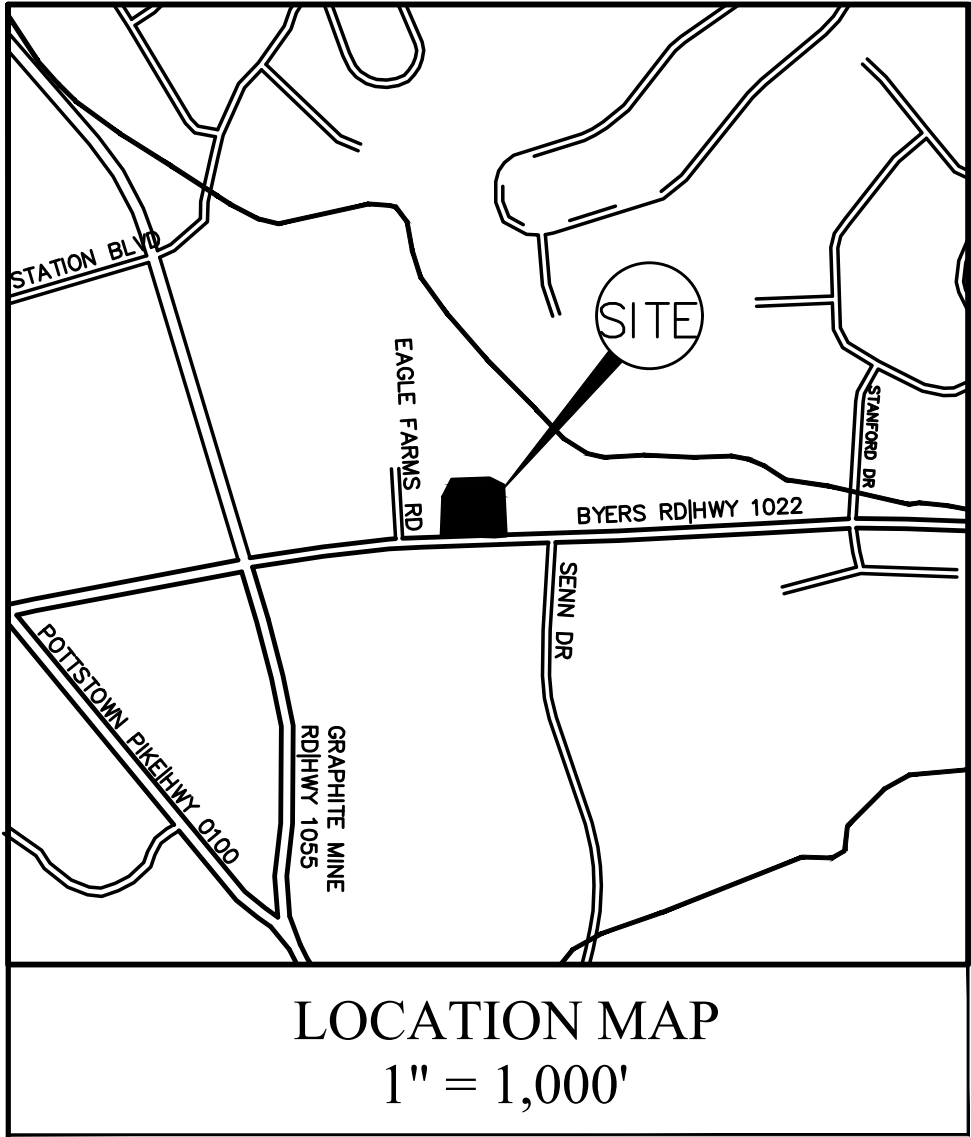 STATION BLVD
SITE
EAGLE FARMS RD
STANFORD DR
BYERS RD|HWY 1022
SENN DR
POTTSTOWN PIKE|HWY 0100
GRAPHITE MINE
RD|HWY 1055
LOCATION MAP
1" = 1,000'